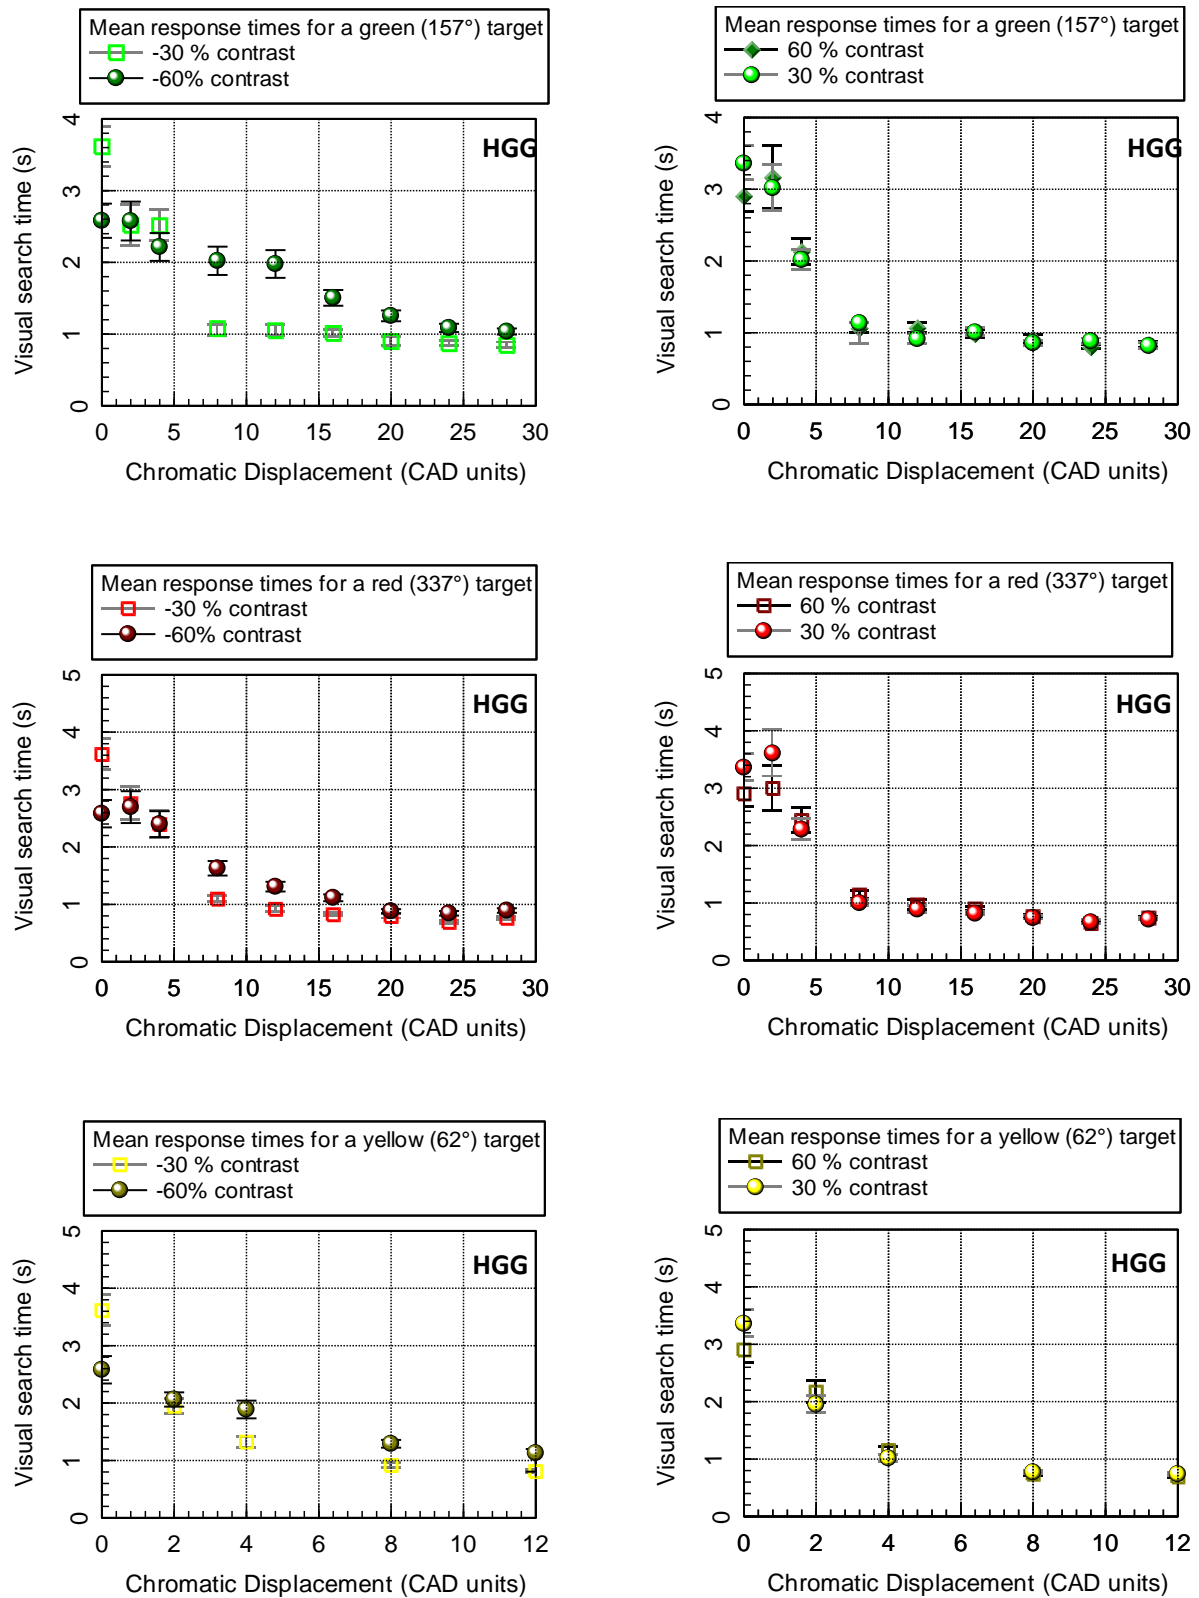 Mean response times for a green (157°) target
-30 % contrast
-60% contrast
HGG
Visual search time (s)
4
3
2
1
0
0 5 10 15 20 25 30
Chromatic Displacement (CAD units)
Mean response times for a green (157°) target
60 % contrast
30 % contrast
HGG
Visual search time (s)
4
3
2
1
0
0 5 10 15 20 25 30
Chromatic Displacement (CAD units)
Mean response times for a red (337°) target
-30 % contrast
-60% contrast
HGG
Visual search time (s)
5
4
3
2
1
0
0 5 10 15 20 25 30
Chromatic Displacement (CAD units)
Mean response times for a red (337°) target
60 % contrast
30 % contrast
HGG
Visual search time (s)
5
4
3
2
1
0
0 5 10 15 20 25 30
Chromatic Displacement (CAD units)
Mean response times for a yellow (62°) target
-30 % contrast
-60% contrast
HGG
Visual search time (s)
5
4
3
2
1
0
0 2 4 6 8 10 12
Chromatic Displacement (CAD units)
Mean response times for a yellow (62°) target
60 % contrast
30 % contrast
HGG
Visual search time (s)
5
4
3
2
1
0
0 2 4 6 8 10 12
Chromatic Displacement (CAD units)